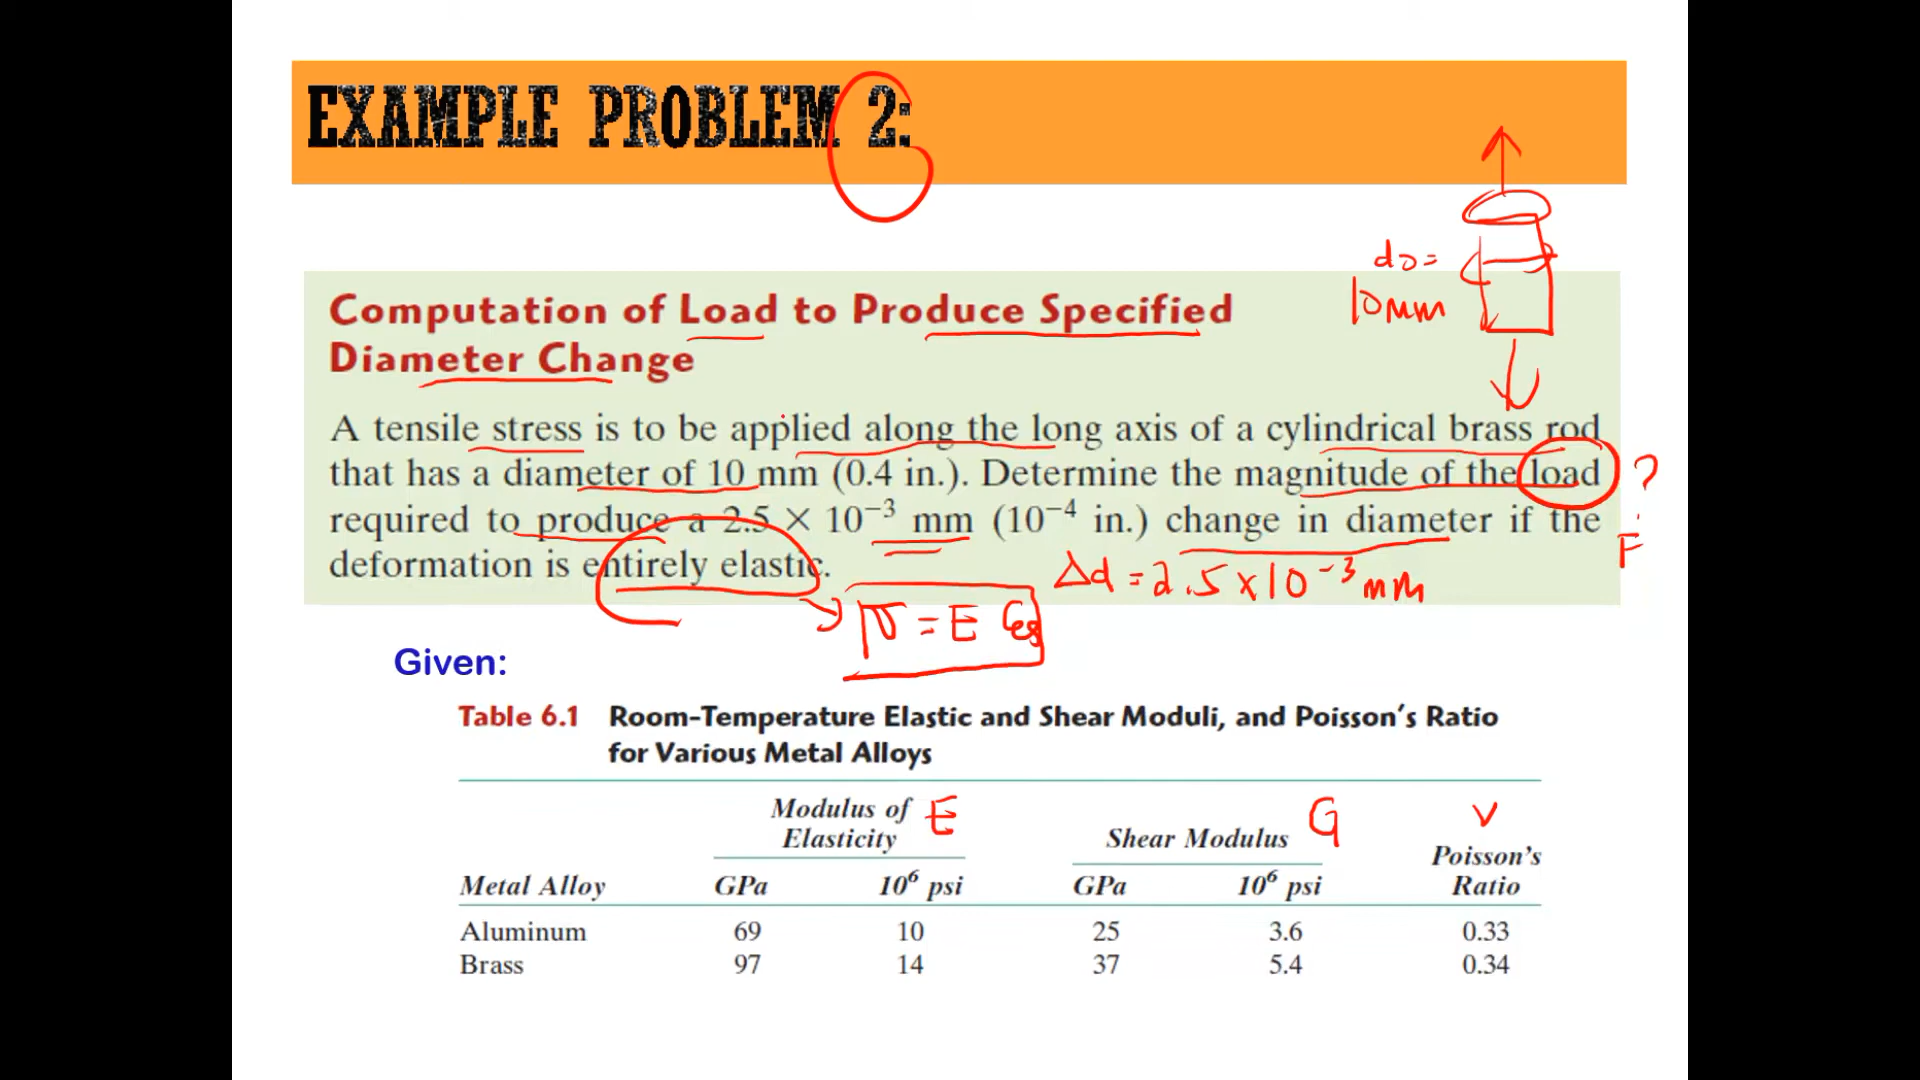 EXAMPLE PROBLEM 2:
do=
10mm
Computation of Load to Produce Specified
Diameter Change
A tensile stress is to be applied along the long axis of a cylindrical brass rod
that has a diameter of 10 mm (0.4 in.). Determine the magnitude of the load ?
required to produce a 2.5 × 10⁻³ mm (10⁻⁴ in.) change in diameter if the
F
deformation is entirely elastic.
Δd = 2.5 x 10⁻³ mm
= E
Given:
Table 6.1 Room-Temperature Elastic and Shear Moduli, and Poisson's Ratio
for Various Metal Alloys
Modulus of E
Elasticity
Shear Modulus G
ν
Poisson's
Ratio
Metal Alloy GPa 10⁶ psi GPa 10⁶ psi
Aluminum 69 10 25 3.6 0.33
Brass 97 14 37 5.4 0.34